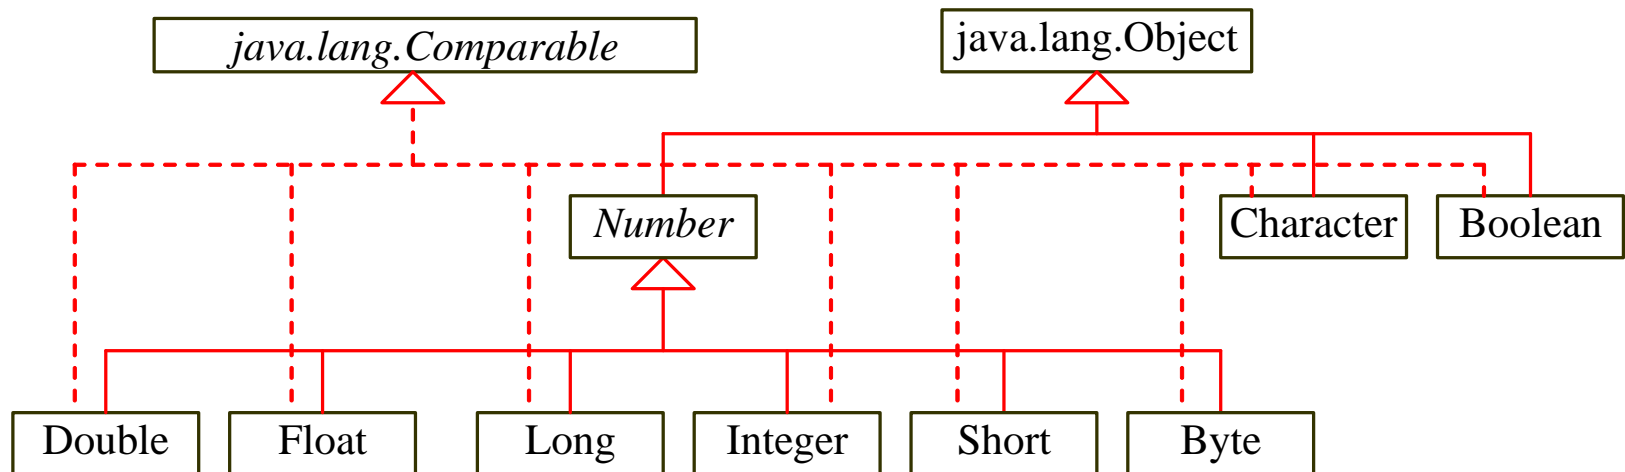 java.lang.Comparable
java.lang.Object
Number
Character
Boolean
Double
Float
Long
Integer
Short
Byte